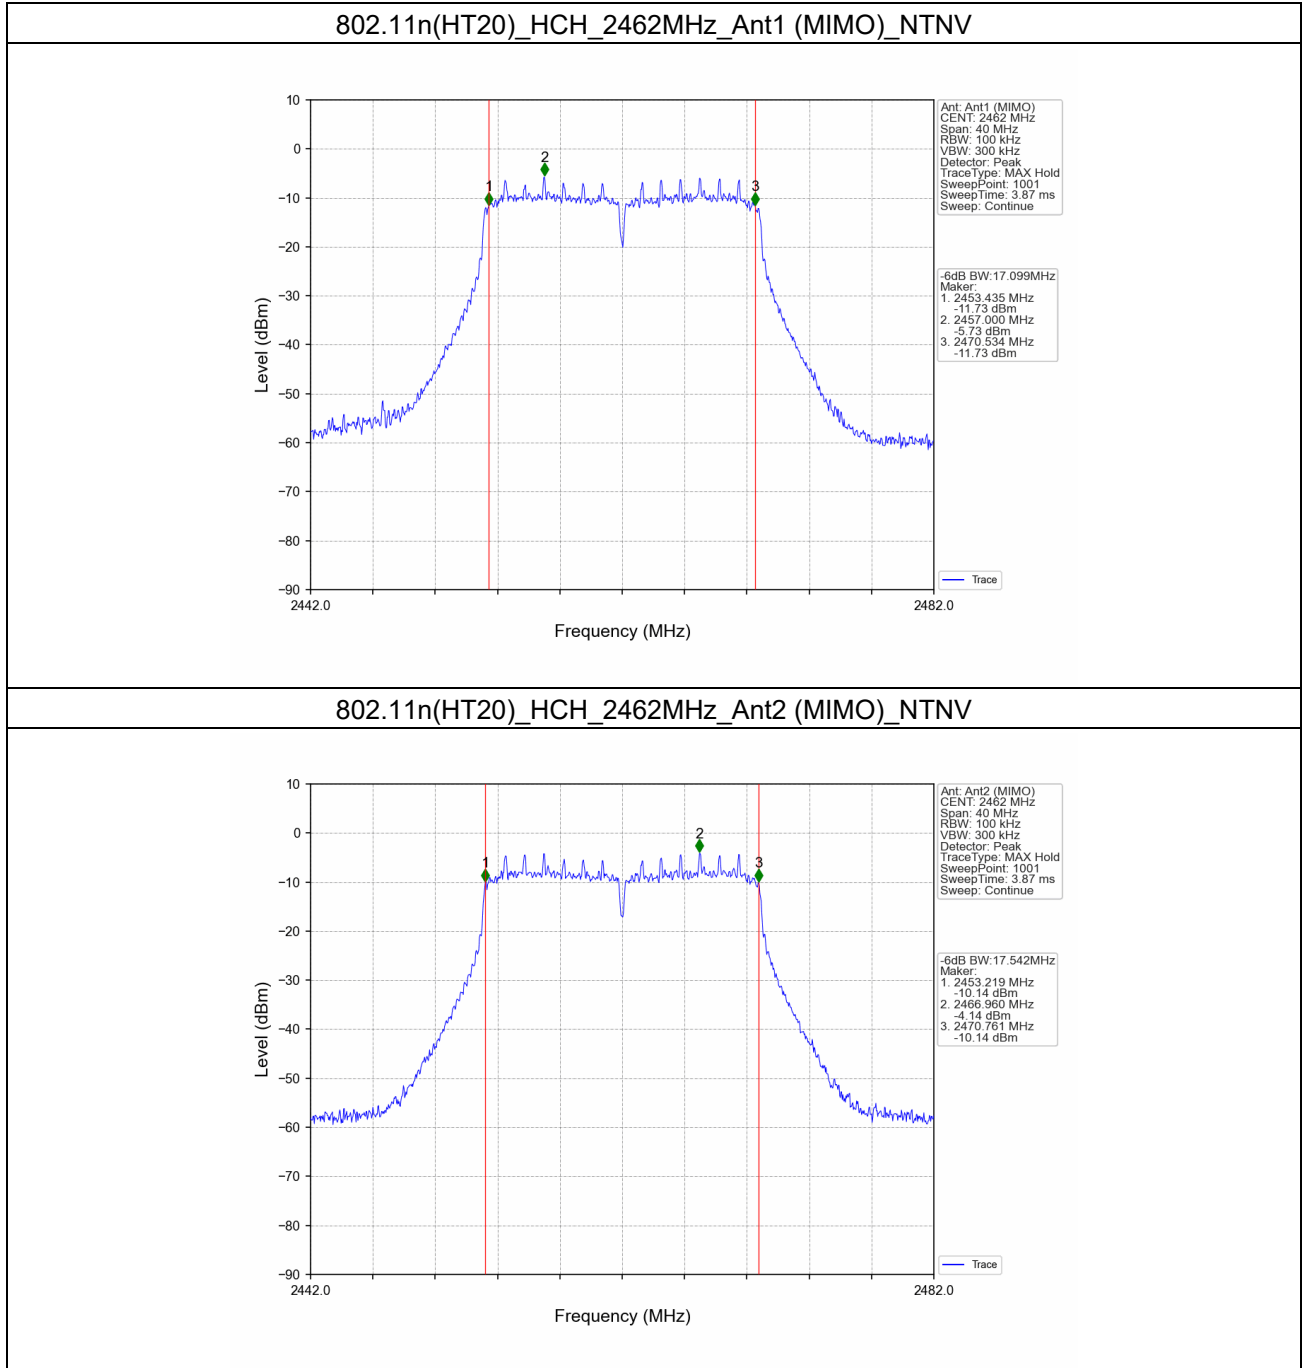 802.11n(HT20)_HCH_2462MHz_Ant1 (MIMO)_NTNV
10
0
−10
−20
−30
−40
−50
−60
−70
−80
−90
Level (dBm)
1
2
3
2442.0
2482.0
Frequency (MHz)
Ant: Ant1 (MIMO)
CENT: 2462 MHz
Span: 40 MHz
RBW: 100 kHz
VBW: 300 kHz
Detector: Peak
TraceType: MAX Hold
SweepPoint: 1001
SweepTime: 3.87 ms
Sweep: Continue
-6dB BW:17.099MHz
Maker:
1. 2453.435 MHz
-11.73 dBm
2. 2457.000 MHz
-5.73 dBm
3. 2470.534 MHz
-11.73 dBm
Trace
802.11n(HT20)_HCH_2462MHz_Ant2 (MIMO)_NTNV
10
0
−10
−20
−30
−40
−50
−60
−70
−80
−90
Level (dBm)
1
2
3
2442.0
2482.0
Frequency (MHz)
Ant: Ant2 (MIMO)
CENT: 2462 MHz
Span: 40 MHz
RBW: 100 kHz
VBW: 300 kHz
Detector: Peak
TraceType: MAX Hold
SweepPoint: 1001
SweepTime: 3.87 ms
Sweep: Continue
-6dB BW:17.542MHz
Maker:
1. 2453.219 MHz
-10.14 dBm
2. 2466.960 MHz
-4.14 dBm
3. 2470.761 MHz
-10.14 dBm
Trace